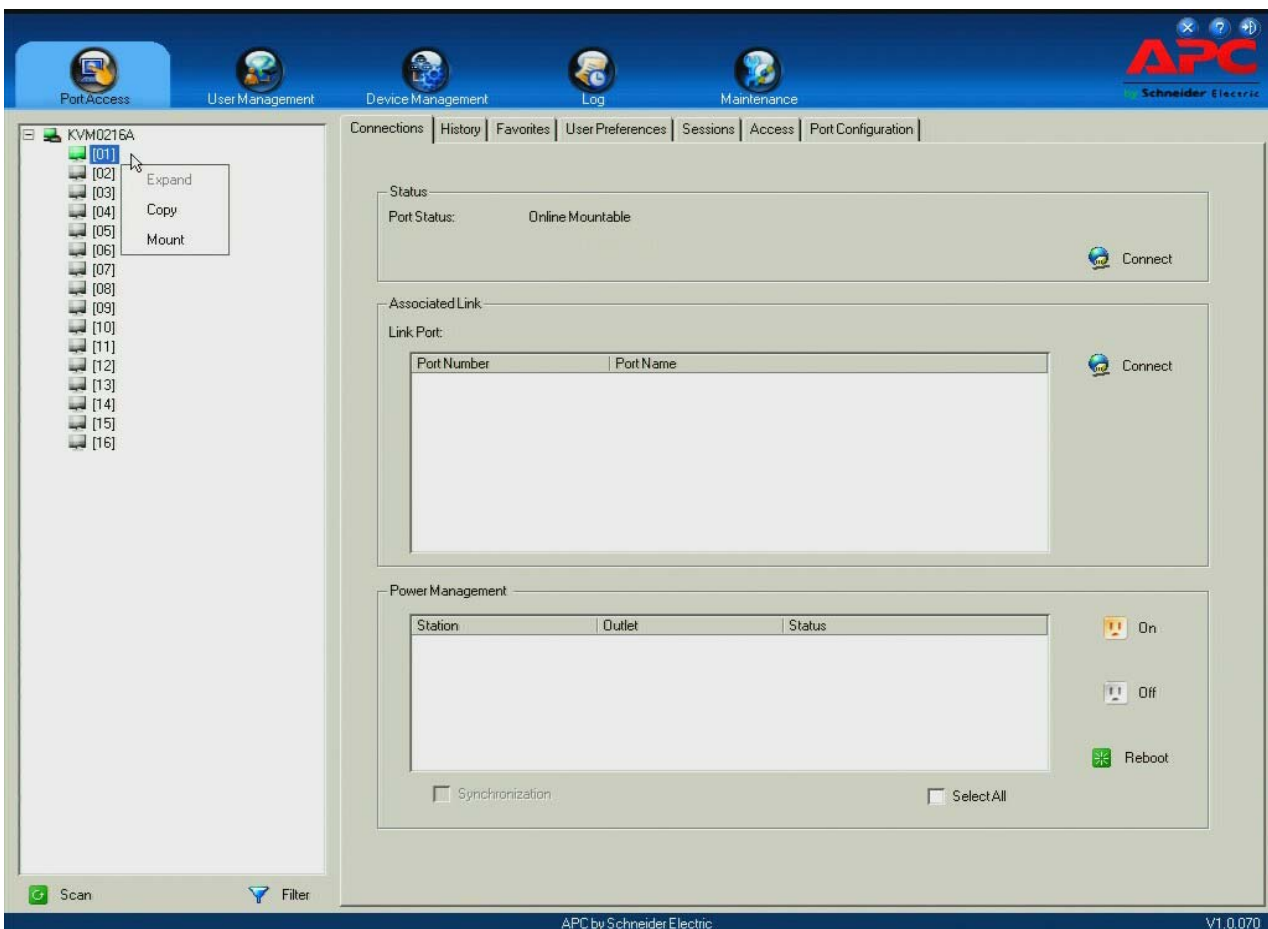 APC
by Schneider Electric
PortAccess
User Management
Device Management
Log
Maintenance
KVM0216A
[01]
[02]
[03]
[04]
[05]
[06]
[07]
[08]
[09]
[10]
[11]
[12]
[13]
[14]
[15]
[16]
Expand
Copy
Mount
Scan
Filter
Connections History Favorites User Preferences Sessions Access Port Configuration
Status
Port Status: Online Mountable
Connect
Associated Link
Link Port:
Port Number Port Name
Connect
Power Management
Station Outlet Status
On
Off
Reboot
Synchronization
Select All
APC by Schneider Electric
V1.0.070